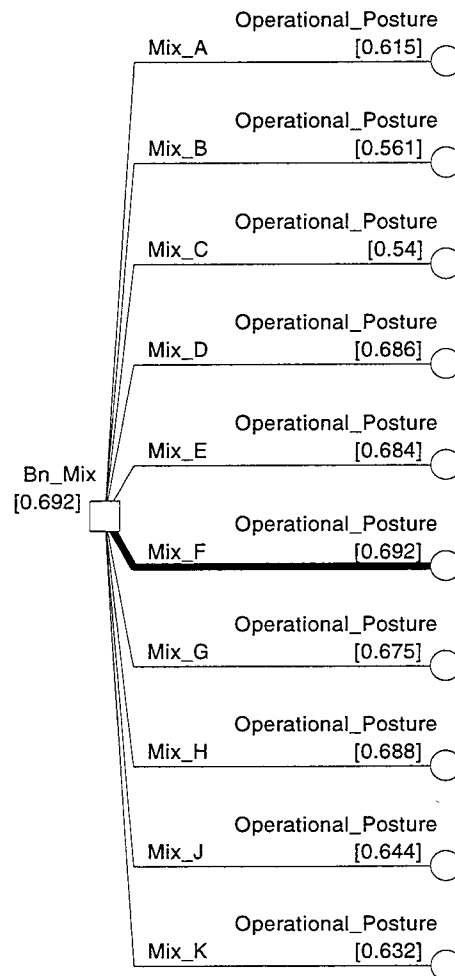 Operational_Posture
Mix_A [0.615]
Operational_Posture
Mix_B [0.561]
Operational_Posture
Mix_C [0.54]
Operational_Posture
Mix_D [0.686]
Operational_Posture
Mix_E [0.684]
Bn_Mix
[0.692]
Operational_Posture
Mix_F [0.692]
Operational_Posture
Mix_G [0.675]
Operational_Posture
Mix_H [0.688]
Operational_Posture
Mix_J [0.644]
Operational_Posture
Mix_K [0.632]